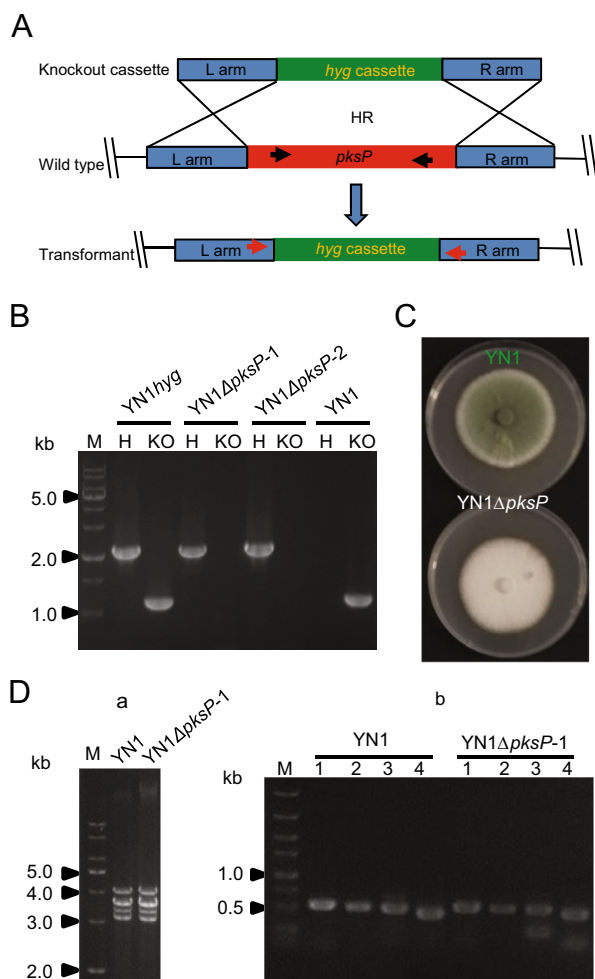 A
Knockout cassette L arm hyg cassette R arm
HR
Wild type L arm pksP R arm
Transformant L arm hyg cassette R arm
B
YN1hyg YN1ΔpksP-1 YN1ΔpksP-2 YN1
kb M H KO H KO H KO H KO
5.0
2.0
1.0
C
YN1
YN1ΔpksP
D
a
YN1 YN1ΔpksP-1
kb M
5.0
4.0
3.0
2.0
b
YN1 YN1ΔpksP-1
kb M 1 2 3 4 1 2 3 4
1.0
0.5